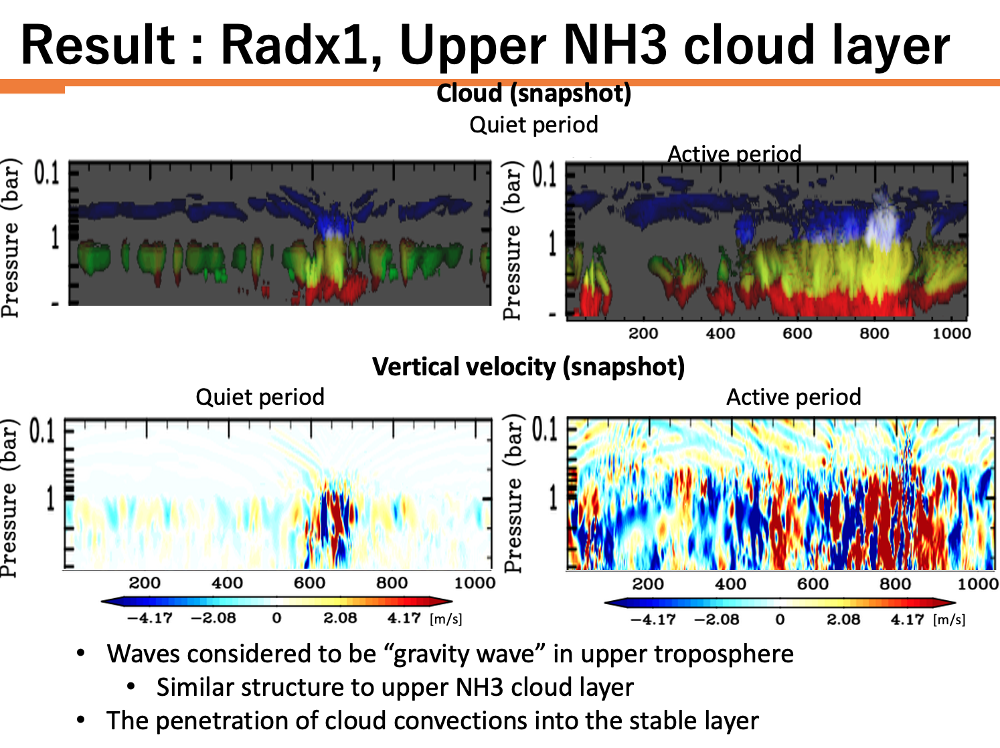 Result : Radx1, Upper NH3 cloud layer
Cloud (snapshot)
Quiet period
Active period
Pressure (bar)
0.1
1
Pressure (bar)
0.1
1
200 400 600 800 1000
Vertical velocity (snapshot)
Quiet period
Active period
Pressure (bar)
0.1
1
200 400 600 800 1000
−4.17 −2.08 0 2.08 4.17 [m/s]
Pressure (bar)
0.1
1
200 400 600 800 1000
−4.17 −2.08 0 2.08 4.17 [m/s]
• Waves considered to be “gravity wave” in upper troposphere
• Similar structure to upper NH3 cloud layer
• The penetration of cloud convections into the stable layer